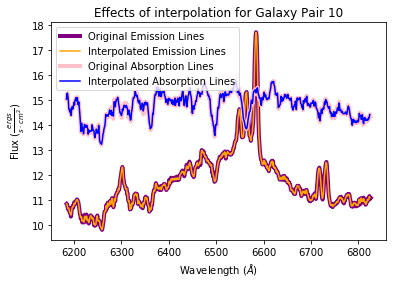 Effects of interpolation for Galaxy Pair 10
18
17
16
15
14
13
12
11
10
Flux (ergs / s · cm²)
Original Emission Lines
Interpolated Emission Lines
Original Absorption Lines
Interpolated Absorption Lines
6200 6300 6400 6500 6600 6700 6800
Wavelength (Å)